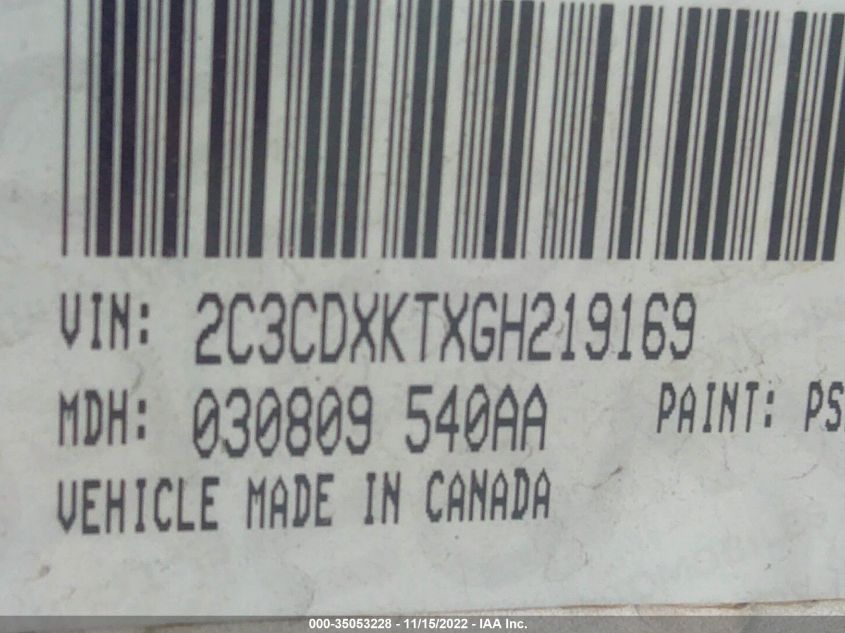 VIN: 2C3CDXKTXGH219169
MDH: 030809 540AA PAINT: PS
VEHICLE MADE IN CANADA
000-35053228 - 11/15/2022 - IAA Inc.